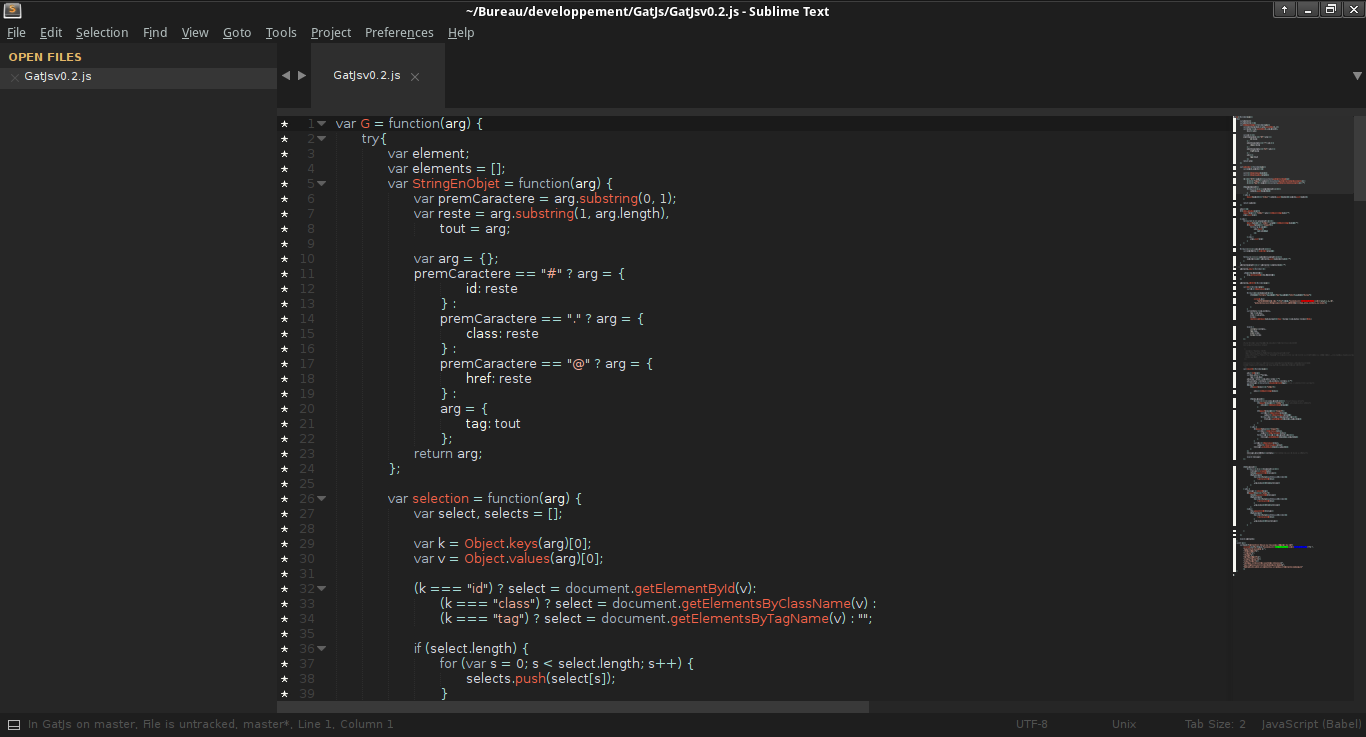 ~/Bureau/developpement/GatJs/GatJsv0.2.js - Sublime Text
File Edit Selection Find View Goto Tools Project Preferences Help
OPEN FILES
GatJsv0.2.js
GatJsv0.2.js
1 var G = function(arg) {
2 try{
3 var element;
4 var elements = [];
5 var StringEnObjet = function(arg) {
6 var premCaractere = arg.substring(0, 1);
7 var reste = arg.substring(1, arg.length),
8 tout = arg;
9
10 var arg = {};
11 premCaractere == "#" ? arg = {
12 id: reste
13 } :
14 premCaractere == "." ? arg = {
15 class: reste
16 } :
17 premCaractere == "@" ? arg = {
18 href: reste
19 } :
20 arg = {
21 tag: tout
22 };
23 return arg;
24 };
25
26 var selection = function(arg) {
27 var select, selects = [];
28
29 var k = Object.keys(arg)[0];
30 var v = Object.values(arg)[0];
31
32 (k === "id") ? select = document.getElementById(v):
33 (k === "class") ? select = document.getElementsByClassName(v) :
34 (k === "tag") ? select = document.getElementsByTagName(v) : "";
35
36 if (select.length) {
37 for (var s = 0; s < select.length; s++) {
38 selects.push(select[s]);
39 }
In GatJs on master, File is untracked, master*, Line 1, Column 1 UTF-8 Unix Tab Size: 2 JavaScript (Babel)